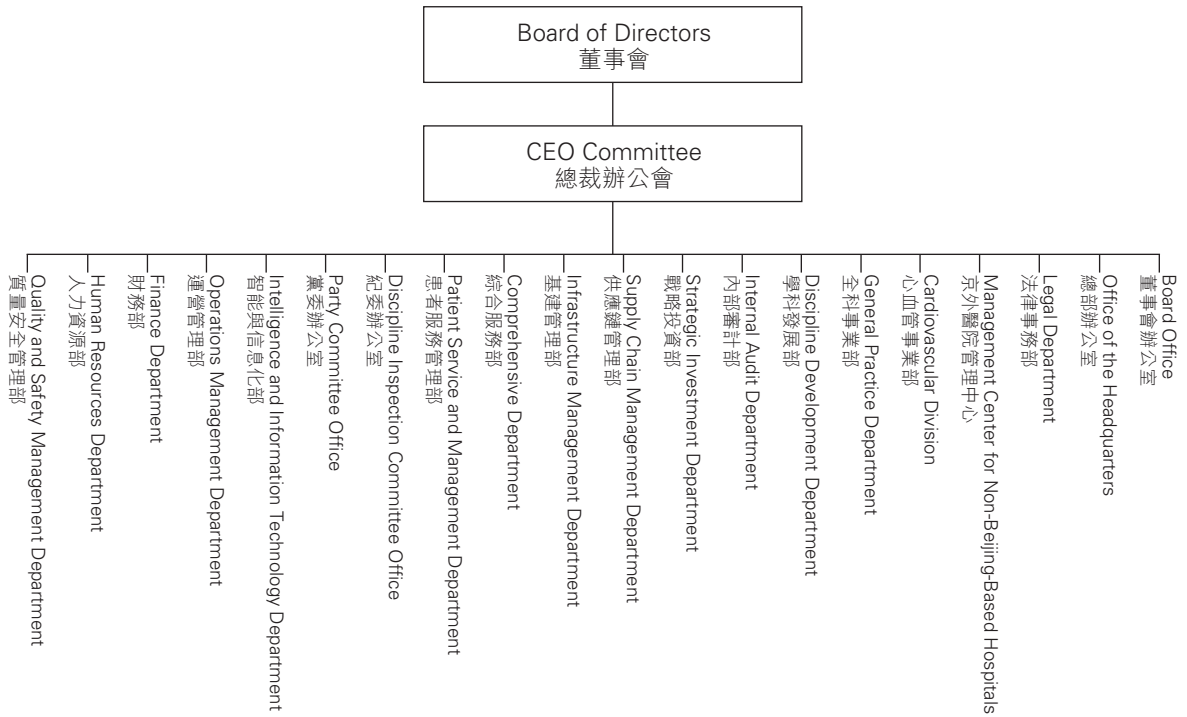 Board of Directors
董事會
CEO Committee
總裁辦公會
Board Office
董事會辦公室
Office of the Headquarters
總部辦公室
Legal Department
法律事務部
Management Center for Non-Beijing-Based Hospitals
京外醫院管理中心
Cardiovascular Division
心血管事業部
General Practice Department
全科事業部
Discipline Development Department
學科發展部
Internal Audit Department
內部審計部
Strategic Investment Department
戰略投資部
Supply Chain Management Department
供應鏈管理部
Infrastructure Management Department
基建管理部
Comprehensive Department
綜合服務部
Patient Service and Management Department
患者服務管理部
Discipline Inspection Committee Office
紀委辦公室
Party Committee Office
黨委辦公室
Intelligence and Information Technology Department
智能與信息化部
Operations Management Department
運營管理部
Finance Department
財務部
Human Resources Department
人力資源部
Quality and Safety Management Department
質量安全管理部